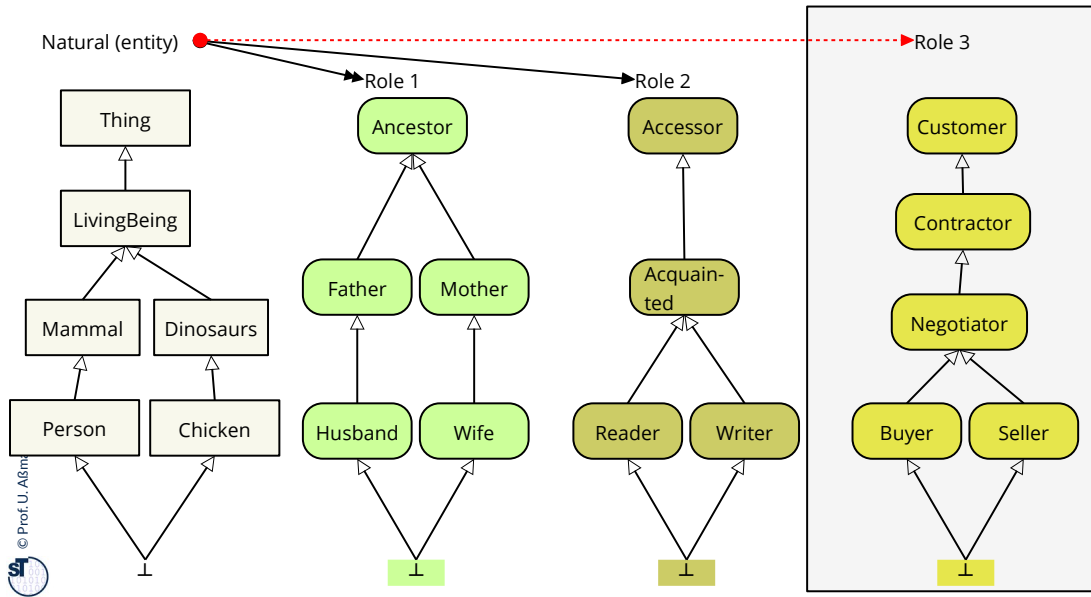 Natural (entity)
Role 3
Role 1
Role 2
Thing
Ancestor
Accessor
Customer
LivingBeing
Contractor
Father
Mother
Acquain-
ted
Mammal
Dinosaurs
Negotiator
Person
Chicken
Husband
Wife
Reader
Writer
Buyer
Seller
© Prof. U. Aßma
⊥
⊥
⊥
⊥
ST